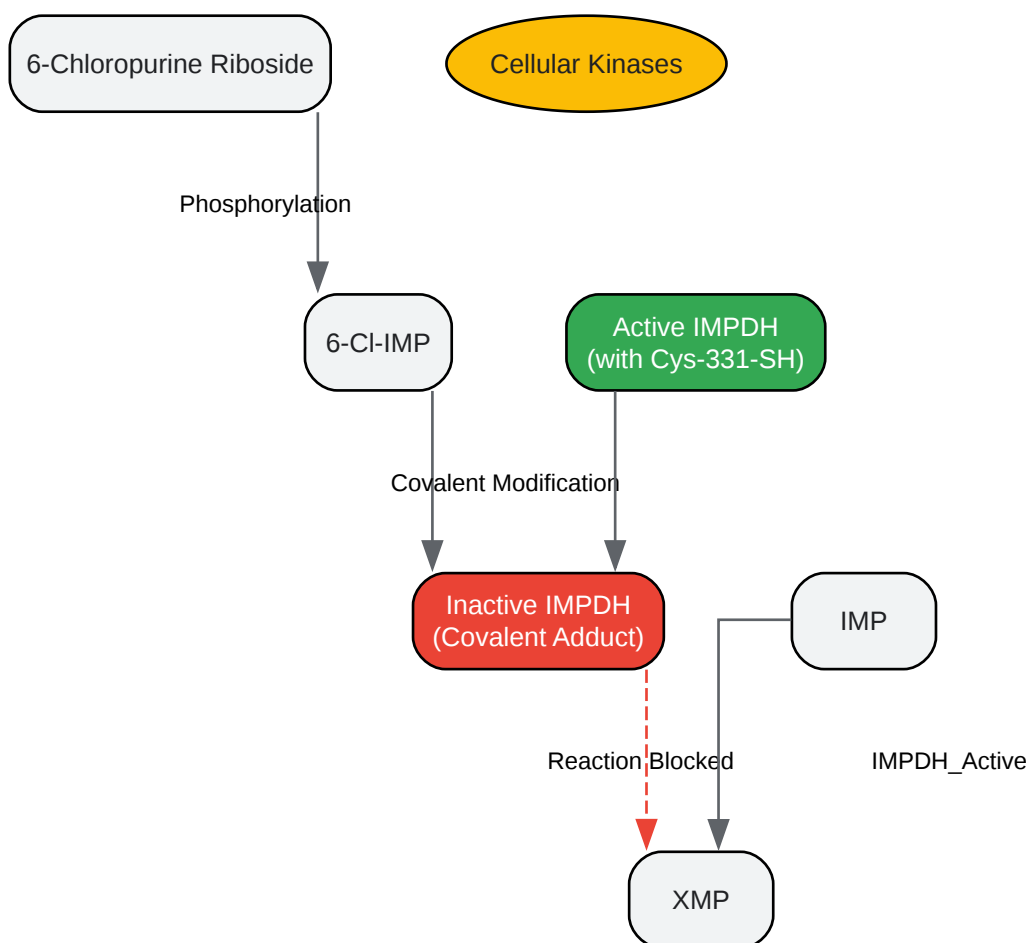 6-Chloropurine Riboside
Cellular Kinases
Phosphorylation
6-Cl-IMP
Active IMPDH
(with Cys-331-SH)
Covalent Modification
Inactive IMPDH
(Covalent Adduct)
IMP
Reaction Blocked
IMPDH_Active
XMP